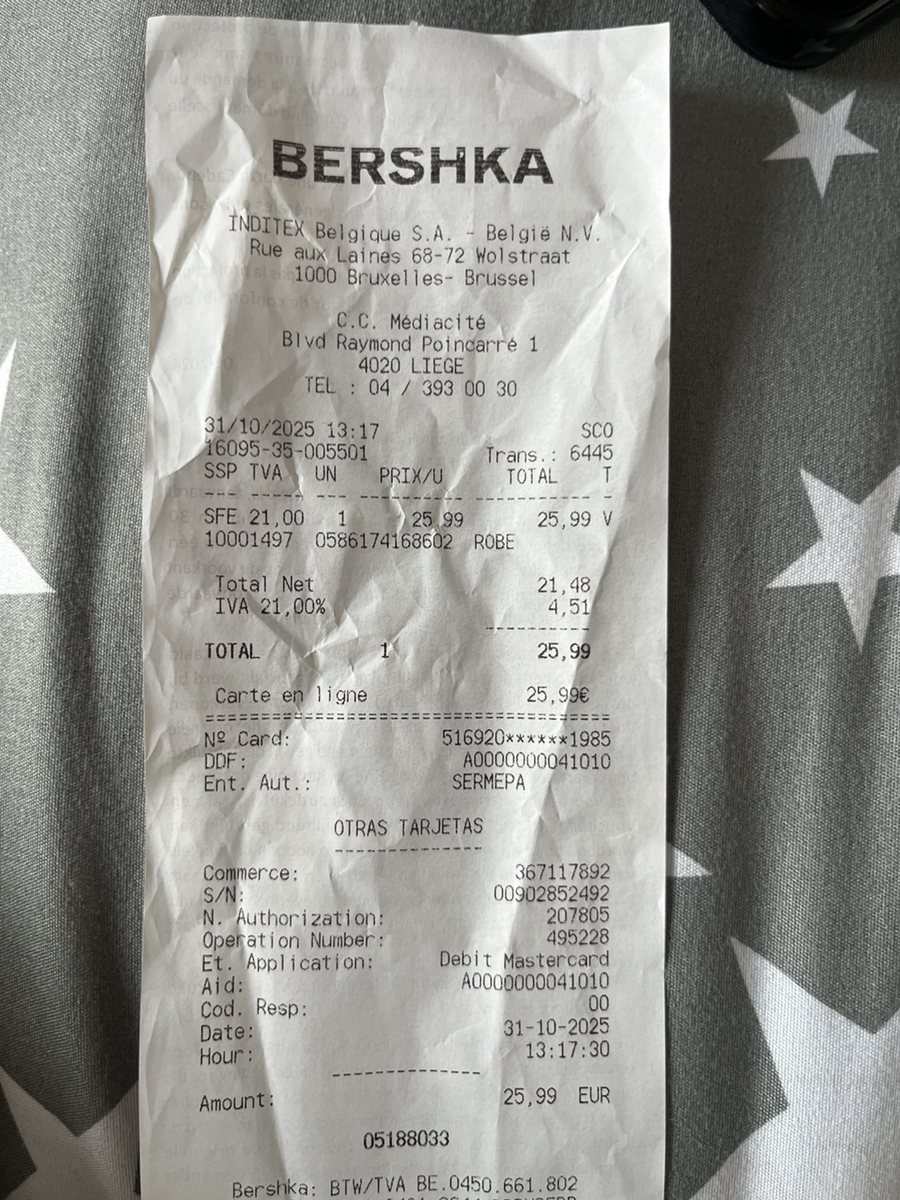 BERSHKA
INDITEX Belgique S.A. - België N.V.
Rue aux Laines 68-72 Wolstraat
1000 Bruxelles- Brussel
C.C. Médiacité
Blvd Raymond Poincarré 1
4020 LIEGE
TEL : 04 / 393 00 30
31/10/2025 13:17 SCO
16095-35-005501 Trans.: 6445
SSP TVA UN PRIX/U TOTAL T
--- ----- --- ---------- ----------- -
SFE 21,00 1 25,99 25,99 V
10001497 0586174168602 ROBE
Total Net 21,48
IVA 21,00% 4,51
----------
TOTAL 1 25,99
Carte en ligne 25,99€
======================================
Nº Card: 516920******1985
DDF: A0000000041010
Ent. Aut.: SERMEPA
OTRAS TARJETAS
--------------
Commerce: 367117892
S/N: 00902852492
N. Authorization: 207805
Operation Number: 495228
Et. Application: Debit Mastercard
Aid: A0000000041010
Cod. Resp: 00
Date: 31-10-2025
Hour: 13:17:30
--------------
Amount: 25,99 EUR
05188033
Bershka: BTW/TVA BE.0450.661.802